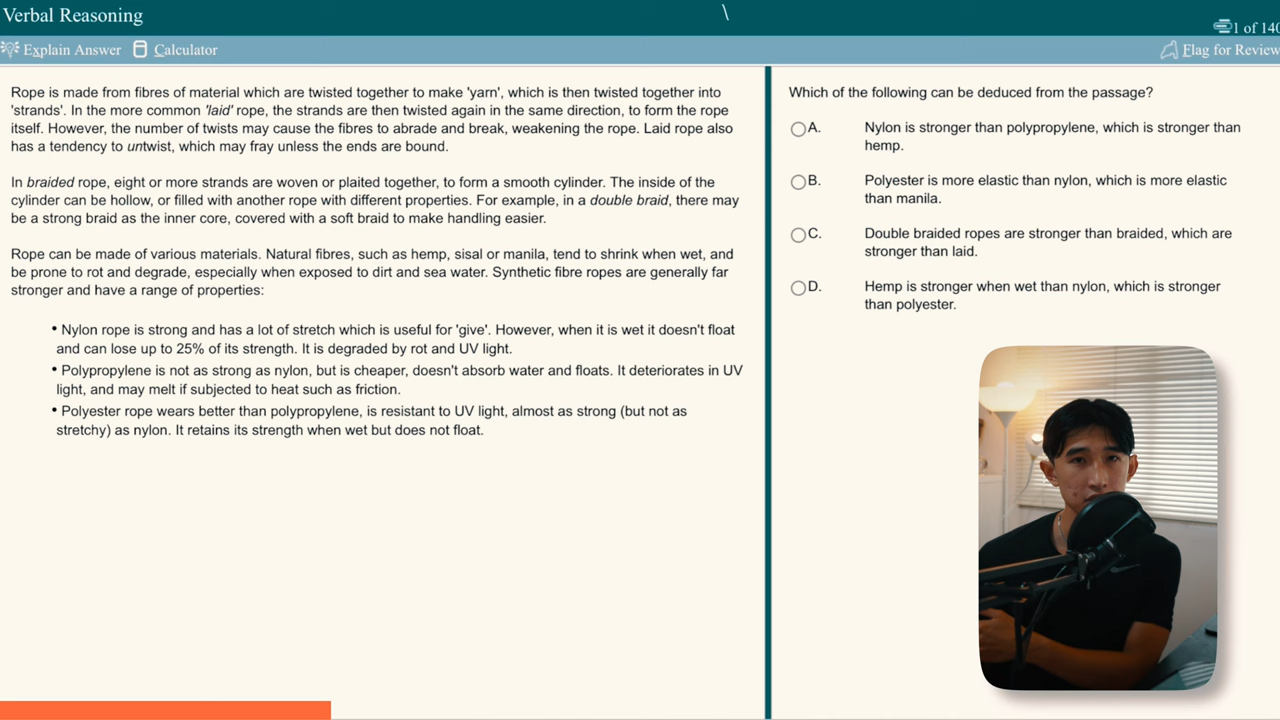 Verbal Reasoning
\
1 of 140
Explain Answer
Calculator
Flag for Review
Rope is made from fibres of material which are twisted together to make 'yarn', which is then twisted together into
'strands'. In the more common 'laid' rope, the strands are then twisted again in the same direction, to form the rope
itself. However, the number of twists may cause the fibres to abrade and break, weakening the rope. Laid rope also
has a tendency to untwist, which may fray unless the ends are bound.
In braided rope, eight or more strands are woven or plaited together, to form a smooth cylinder. The inside of the
cylinder can be hollow, or filled with another rope with different properties. For example, in a double braid, there may
be a strong braid as the inner core, covered with a soft braid to make handling easier.
Rope can be made of various materials. Natural fibres, such as hemp, sisal or manila, tend to shrink when wet, and
be prone to rot and degrade, especially when exposed to dirt and sea water. Synthetic fibre ropes are generally far
stronger and have a range of properties:
• Nylon rope is strong and has a lot of stretch which is useful for 'give'. However, when it is wet it doesn't float
and can lose up to 25% of its strength. It is degraded by rot and UV light.
• Polypropylene is not as strong as nylon, but is cheaper, doesn't absorb water and floats. It deteriorates in UV
light, and may melt if subjected to heat such as friction.
• Polyester rope wears better than polypropylene, is resistant to UV light, almost as strong (but not as
stretchy) as nylon. It retains its strength when wet but does not float.
Which of the following can be deduced from the passage?
A. Nylon is stronger than polypropylene, which is stronger than
hemp.
B. Polyester is more elastic than nylon, which is more elastic
than manila.
C. Double braided ropes are stronger than braided, which are
stronger than laid.
D. Hemp is stronger when wet than nylon, which is stronger
than polyester.